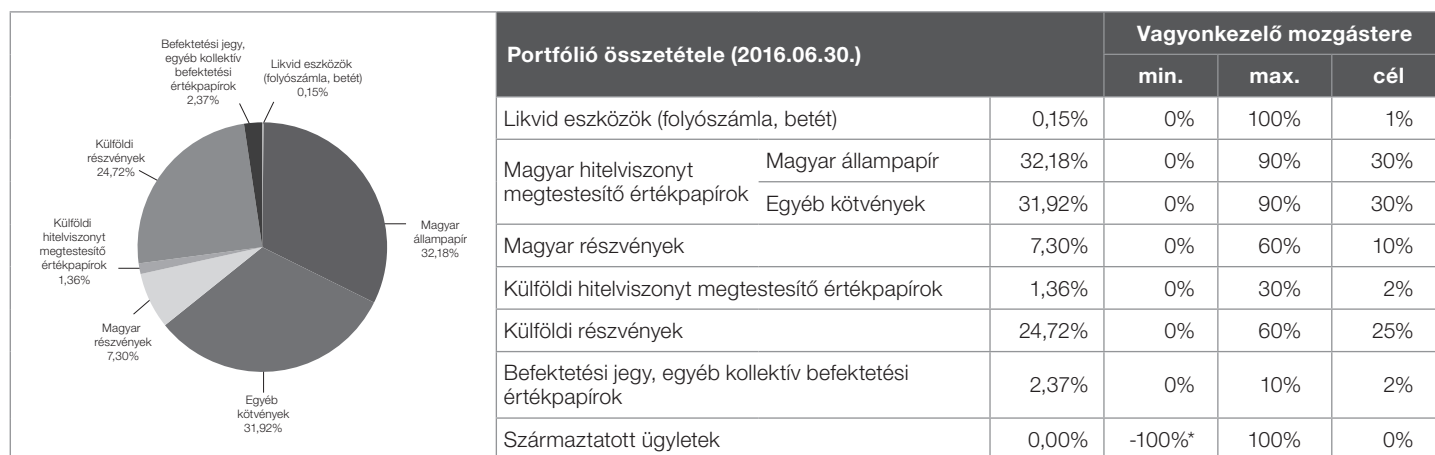 Befektetési jegy,
egyéb kollektív
befektetési
értékpapírok
2,37%
Likvid eszközök
(folyószámla, betét)
0,15%
Külföldi
részvények
24,72%
Külföldi
hitelviszonyt
megtestesítő
értékpapírok
1,36%
Magyar
állampapír
32,18%
Magyar
részvények
7,30%
Egyéb
kötvények
31,92%
Portfólió összetétele (2016.06.30.)
Vagyonkezelő mozgástere
min. max. cél
Likvid eszközök (folyószámla, betét) 0,15% 0% 100% 1%
Magyar hitelviszonyt
megtestesítő értékpapírok
Magyar állampapír 32,18% 0% 90% 30%
Egyéb kötvények 31,92% 0% 90% 30%
Magyar részvények 7,30% 0% 60% 10%
Külföldi hitelviszonyt megtestesítő értékpapírok 1,36% 0% 30% 2%
Külföldi részvények 24,72% 0% 60% 25%
Befektetési jegy, egyéb kollektív befektetési
értékpapírok 2,37% 0% 10% 2%
Származtatott ügyletek 0,00% -100%* 100% 0%